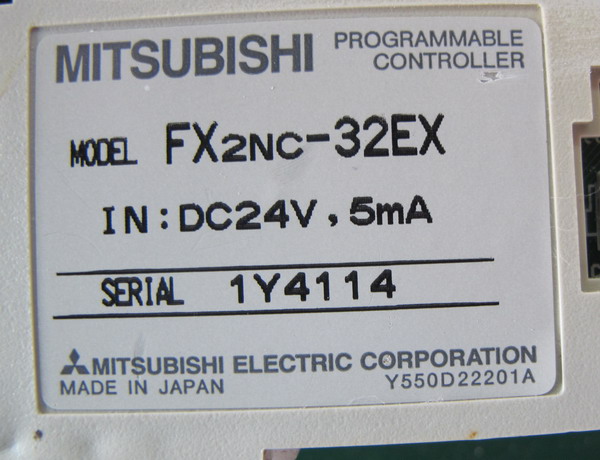 MITSUBISHI PROGRAMMABLE CONTROLLER
MODEL FX2NC-32EX
IN:DC24V,5mA
SERIAL 1Y4114
MITSUBISHI ELECTRIC CORPORATION
MADE IN JAPAN Y550D22201A